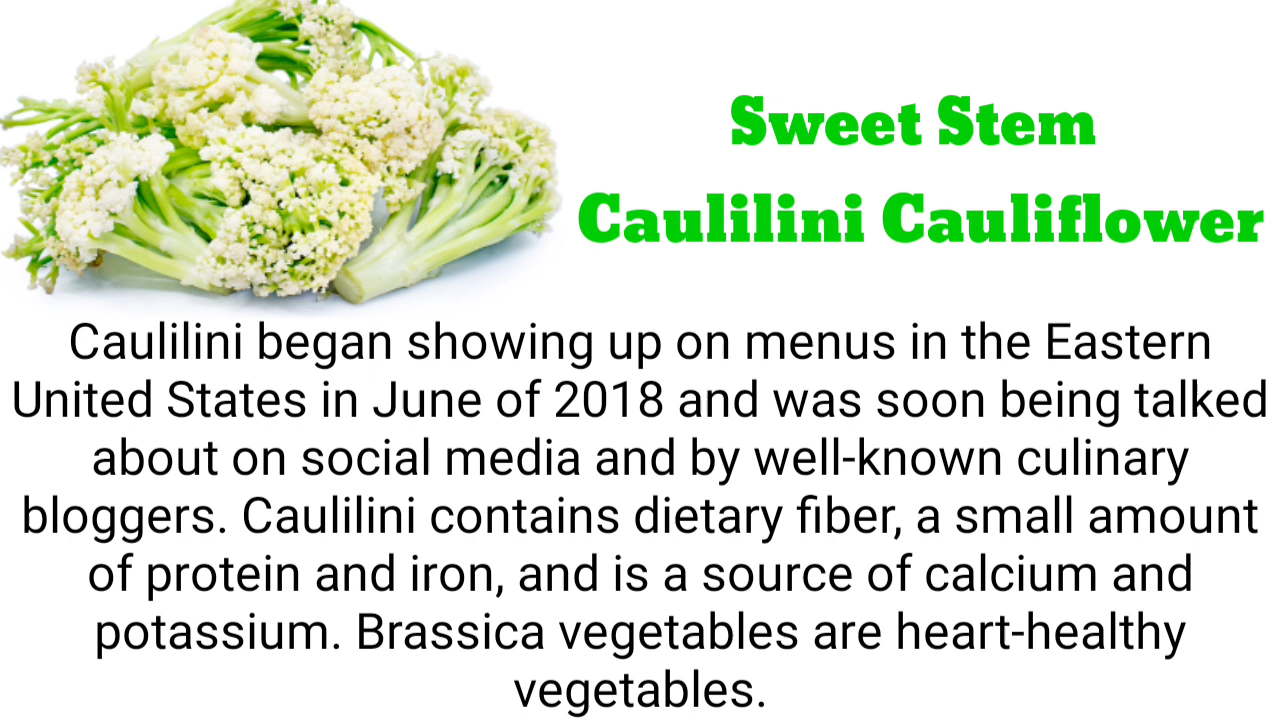 Sweet Stem
Caulilini Cauliflower
Caulilini began showing up on menus in the Eastern
United States in June of 2018 and was soon being talked
about on social media and by well-known culinary
bloggers. Caulilini contains dietary fiber, a small amount
of protein and iron, and is a source of calcium and
potassium. Brassica vegetables are heart-healthy
vegetables.